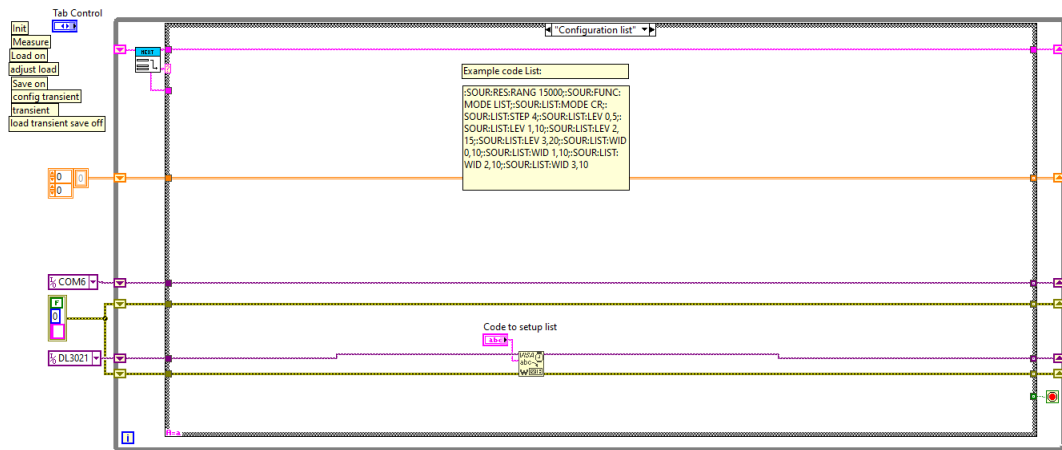 Tab Control
Init
Measure
Load on
adjust load
Save on
config transient
transient
load transient save off
"Configuration list"
NEXT
Example code List:
:SOUR:RES:RANG 15000;:SOUR:FUNC:
MODE LIST;:SOUR:LIST:MODE CR;:
SOUR:LIST:STEP 4;:SOUR:LIST:LEV 0,5;:
SOUR:LIST:LEV 1,10;:SOUR:LIST:LEV 2,
15;:SOUR:LIST:LEV 3,20;:SOUR:LIST:WID
0,10;:SOUR:LIST:WID 1,10;:SOUR:LIST:
WID 2,10;:SOUR:LIST:WID 3,10
0
0
0
COM6
F
0
Code to setup list
abc
VISA
abc
W
DL3021
A=a
i